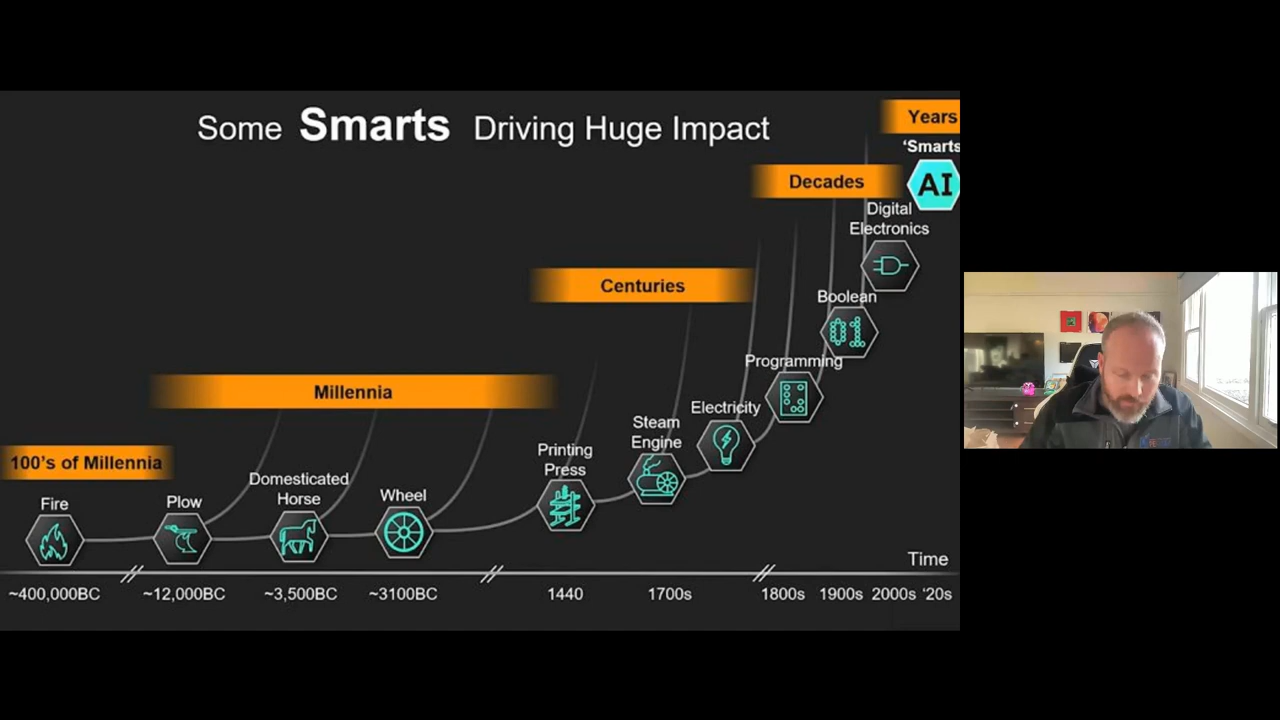 Some Smarts Driving Huge Impact
Years
'Smarts
AI
Decades
Digital
Electronics
Centuries
Boolean
01
Programming
Millennia
Electricity
Steam
Engine
Printing
Press
100's of Millennia
Domesticated
Horse
Wheel
Plow
Fire
Time
~400,000BC
~12,000BC
~3,500BC
~3100BC
1440
1700s
1800s
1900s
2000s
'20s